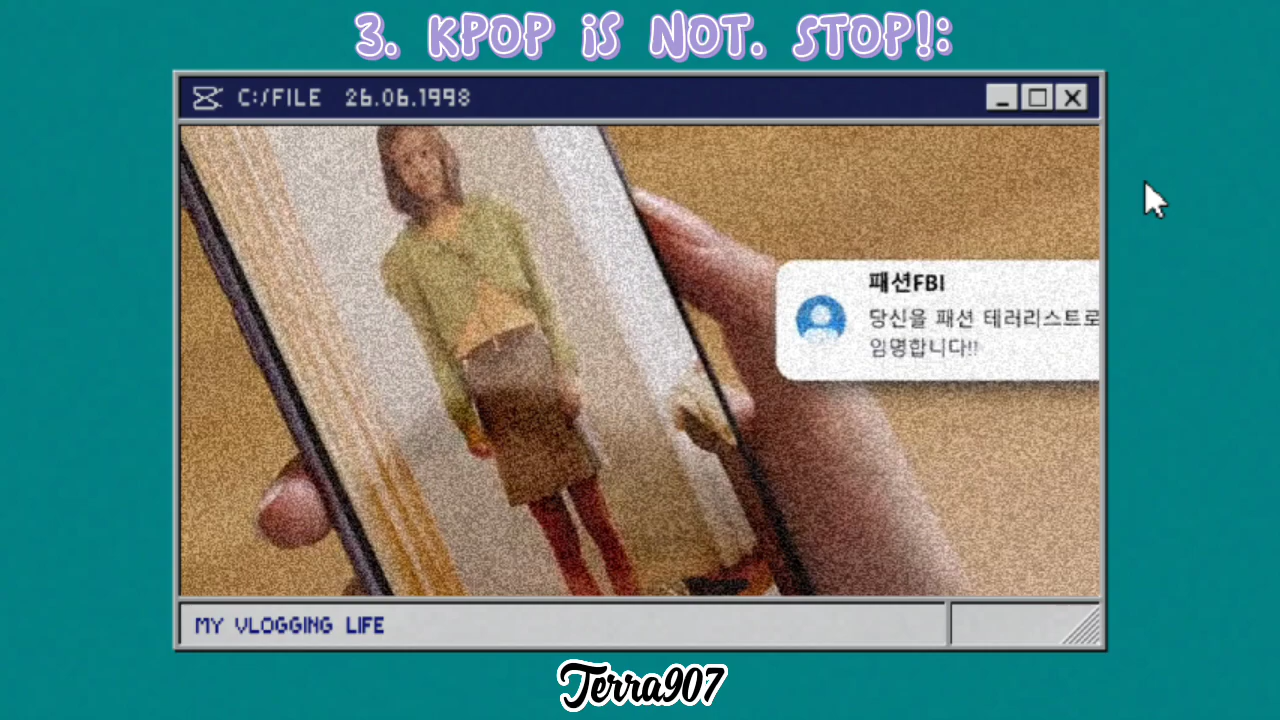 3. KPOP iS NOT. STOP!:
C:/FILE 26.06.1998
패션FBI
당신을 패션 테러리스트로
임명합니다!!
MY VLOGGING LIFE
Terra907